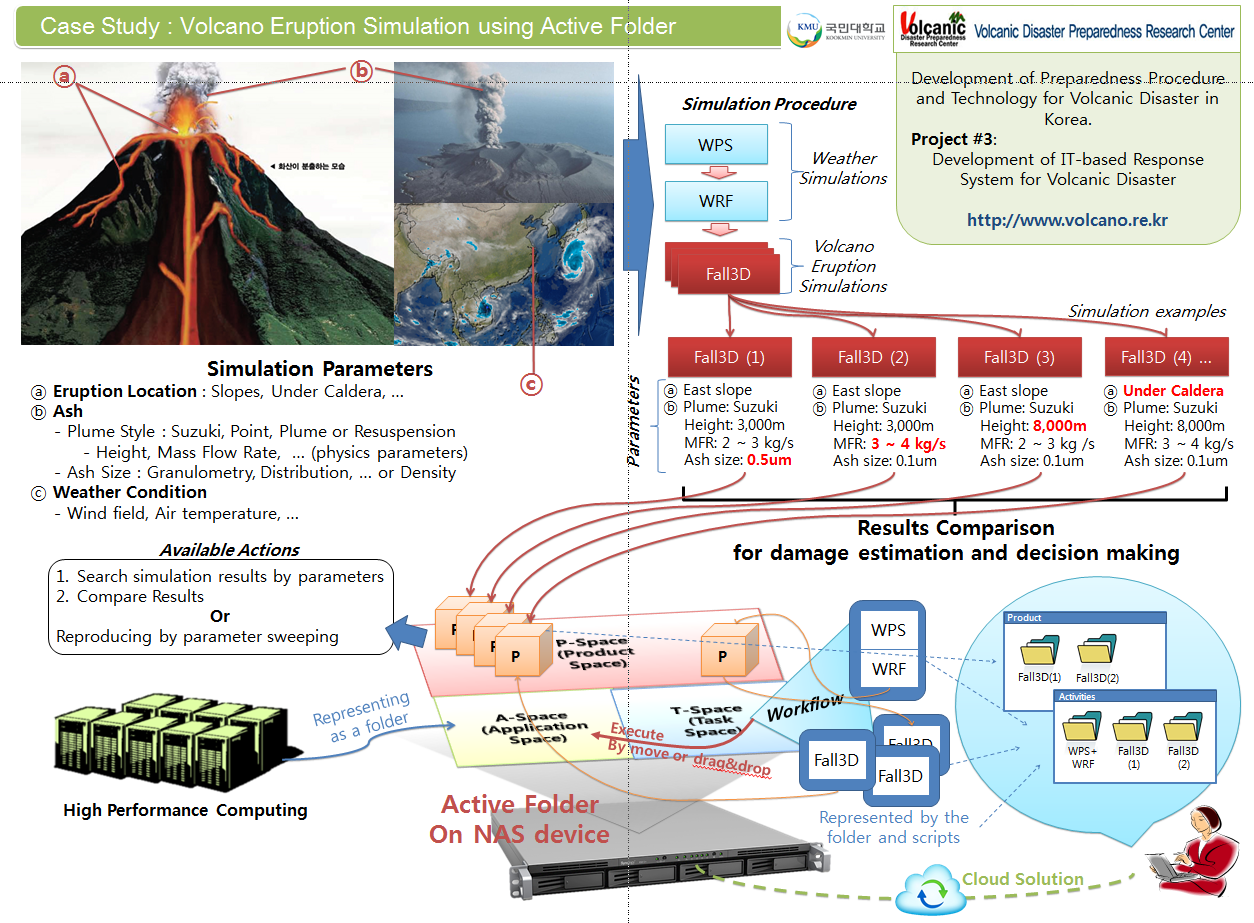 Case Study : Volcano Eruption Simulation using Active Folder
KMU 국민대학교
KOOKMIN UNIVERSITY
Volcanic
Disaster Preparedness
Research Center
Volcanic Disaster Preparedness Research Center
Development of Preparedness Procedure
and Technology for Volcanic Disaster in
Korea.
Project #3:
Development of IT-based Response
System for Volcanic Disaster
http://www.volcano.re.kr
ⓐ
ⓑ
◄ 화산이 분출하는 모습
ⓒ
Simulation Procedure
WPS
WRF
Weather
Simulations
Fall3D
Volcano
Eruption
Simulations
Simulation examples
Fall3D (1)
Fall3D (2)
Fall3D (3)
Fall3D (4) ...
Parameters
ⓐ East slope
ⓑ Plume: Suzuki
Height: 3,000m
MFR: 2 ~ 3 kg/s
Ash size: 0.5um
ⓐ East slope
ⓑ Plume: Suzuki
Height: 3,000m
MFR: 3 ~ 4 kg/s
Ash size: 0.1um
ⓐ East slope
ⓑ Plume: Suzuki
Height: 8,000m
MFR: 2 ~ 3 kg /s
Ash size: 0.1um
ⓐ Under Caldera
ⓑ Plume: Suzuki
Height: 8,000m
MFR: 3 ~ 4 kg/s
Ash size: 0.1um
Simulation Parameters
ⓐ Eruption Location : Slopes, Under Caldera, ...
ⓑ Ash
- Plume Style : Suzuki, Point, Plume or Resuspension
- Height, Mass Flow Rate, ... (physics parameters)
- Ash Size : Granulometry, Distribution, ... or Density
ⓒ Weather Condition
- Wind field, Air temperature, ...
Results Comparison
for damage estimation and decision making
Available Actions
1. Search simulation results by parameters
2. Compare Results
Or
Reproducing by parameter sweeping
P
P
P
P
P-Space
(Product
Space)
P
A-Space
(Application
Space)
T-Space
(Task
Space)
Workflow
Execute
By move or drag&drop
Representing
as a folder
High Performance Computing
Active Folder
On NAS device
WPS
WRF
Fall3D
Fall3D
Fall3D
Product
Fall3D(1)
Fall3D(2)
Activities
WPS+
WRF
Fall3D
(1)
Fall3D
(2)
Represented by the
folder and scripts
Cloud Solution